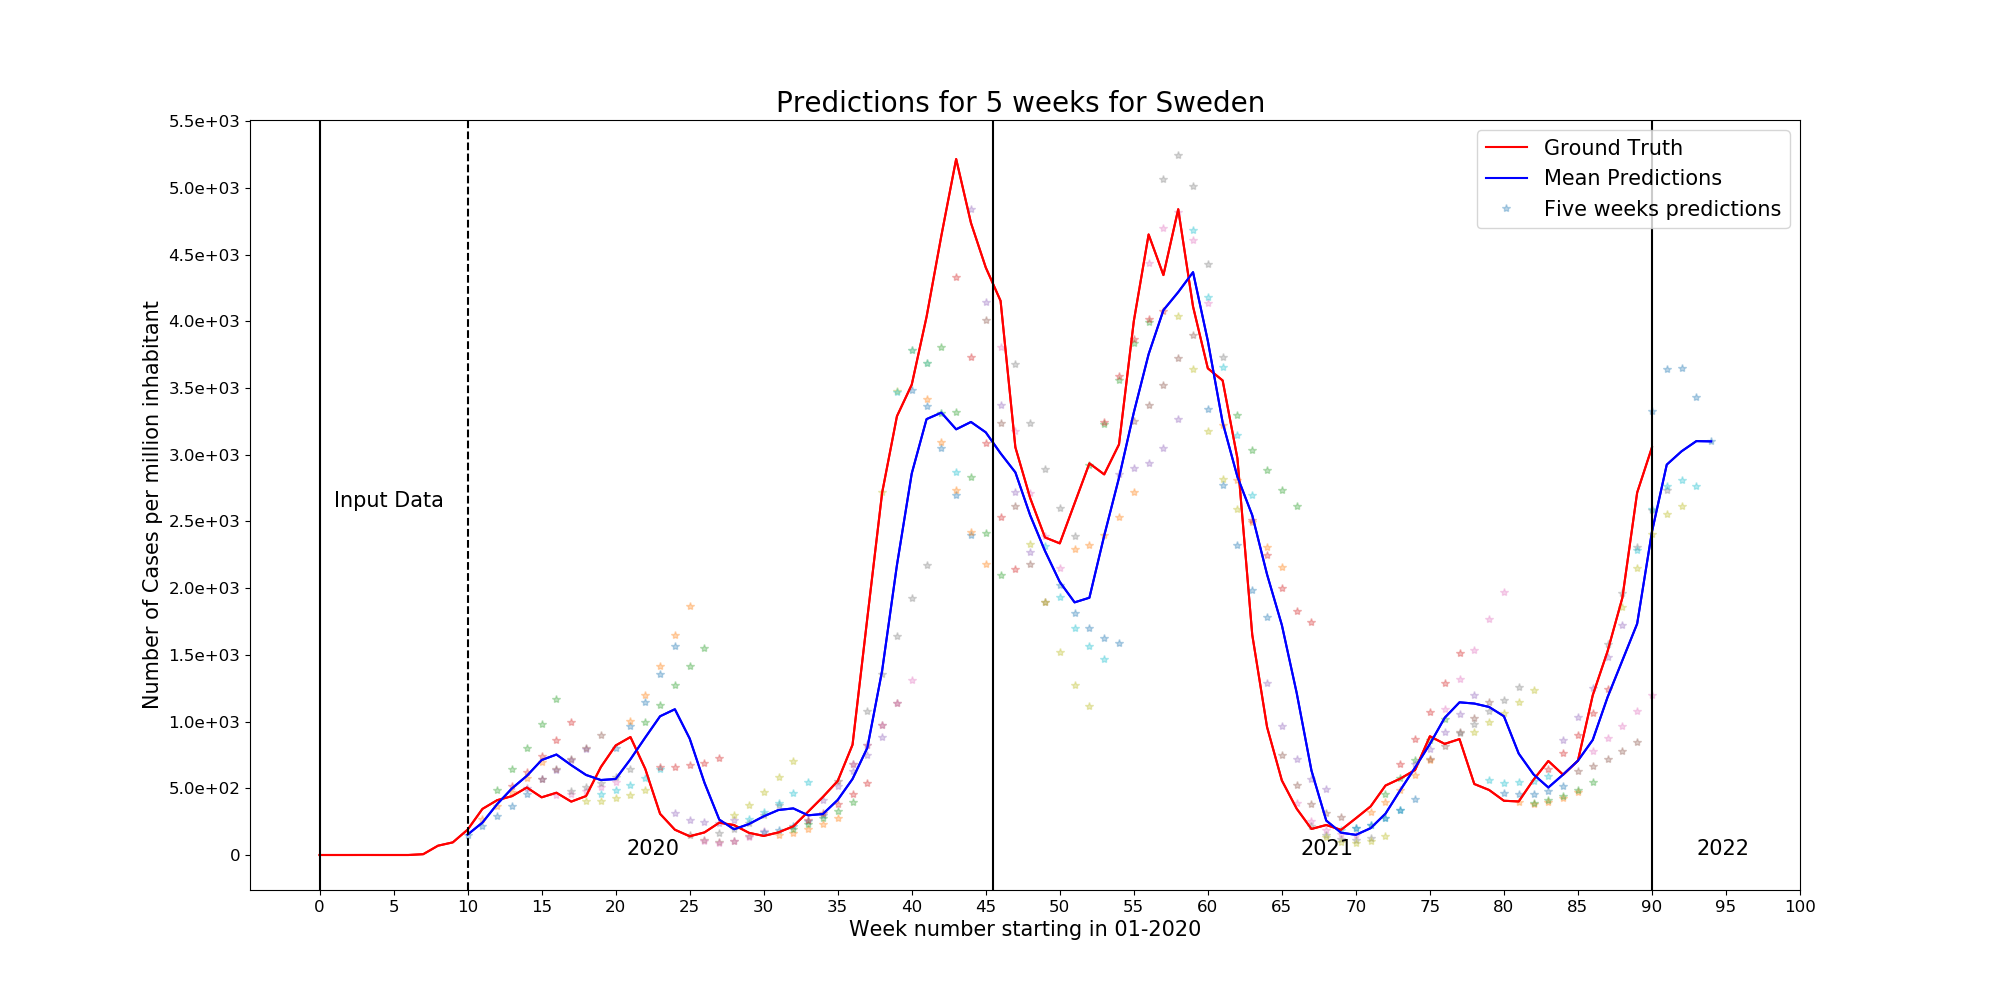 Predictions for 5 weeks for Sweden
5.5e+03
5.0e+03
4.5e+03
4.0e+03
3.5e+03
3.0e+03
2.5e+03
2.0e+03
1.5e+03
1.0e+03
5.0e+02
0
Number of Cases per million inhabitant
Ground Truth
Mean Predictions
Five weeks predictions
Input Data
2020 2021 2022
0 5 10 15 20 25 30 35 40 45 50 55 60 65 70 75 80 85 90 95 100
Week number starting in 01-2020